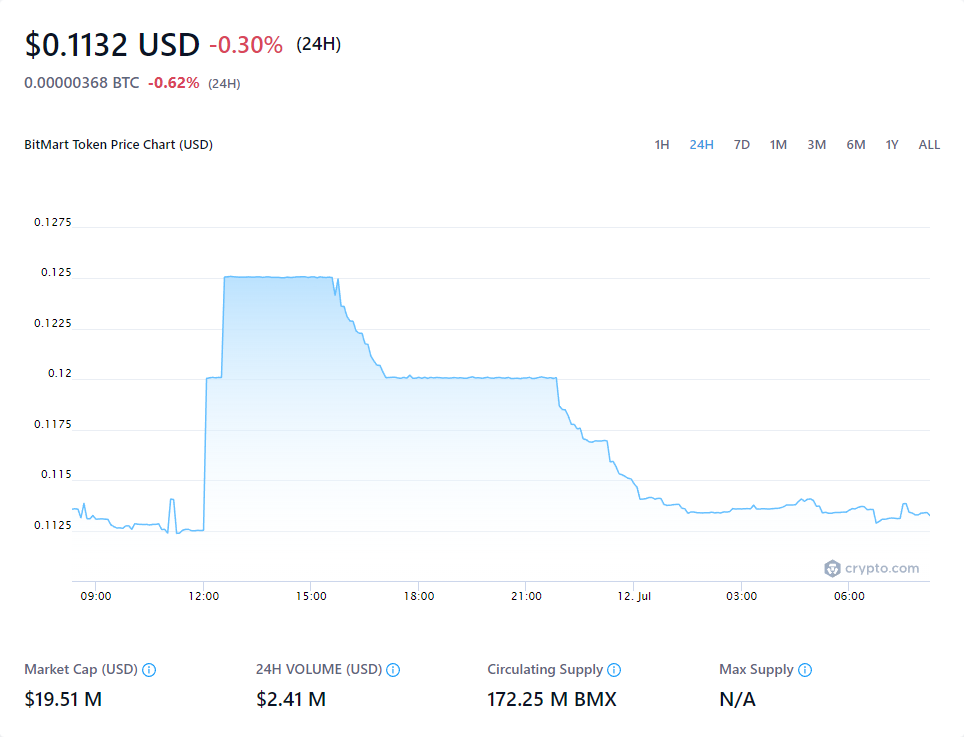 $0.1132 USD -0.30% (24H)
0.00000368 BTC -0.62% (24H)
BitMart Token Price Chart (USD) 1H 24H 7D 1M 3M 6M 1Y ALL
0.1275
0.125
0.1225
0.12
0.1175
0.115
0.1125
crypto.com
09:00 12:00 15:00 18:00 21:00 12. Jul 03:00 06:00
Market Cap (USD) 24H VOLUME (USD) Circulating Supply Max Supply
$19.51 M $2.41 M 172.25 M BMX N/A